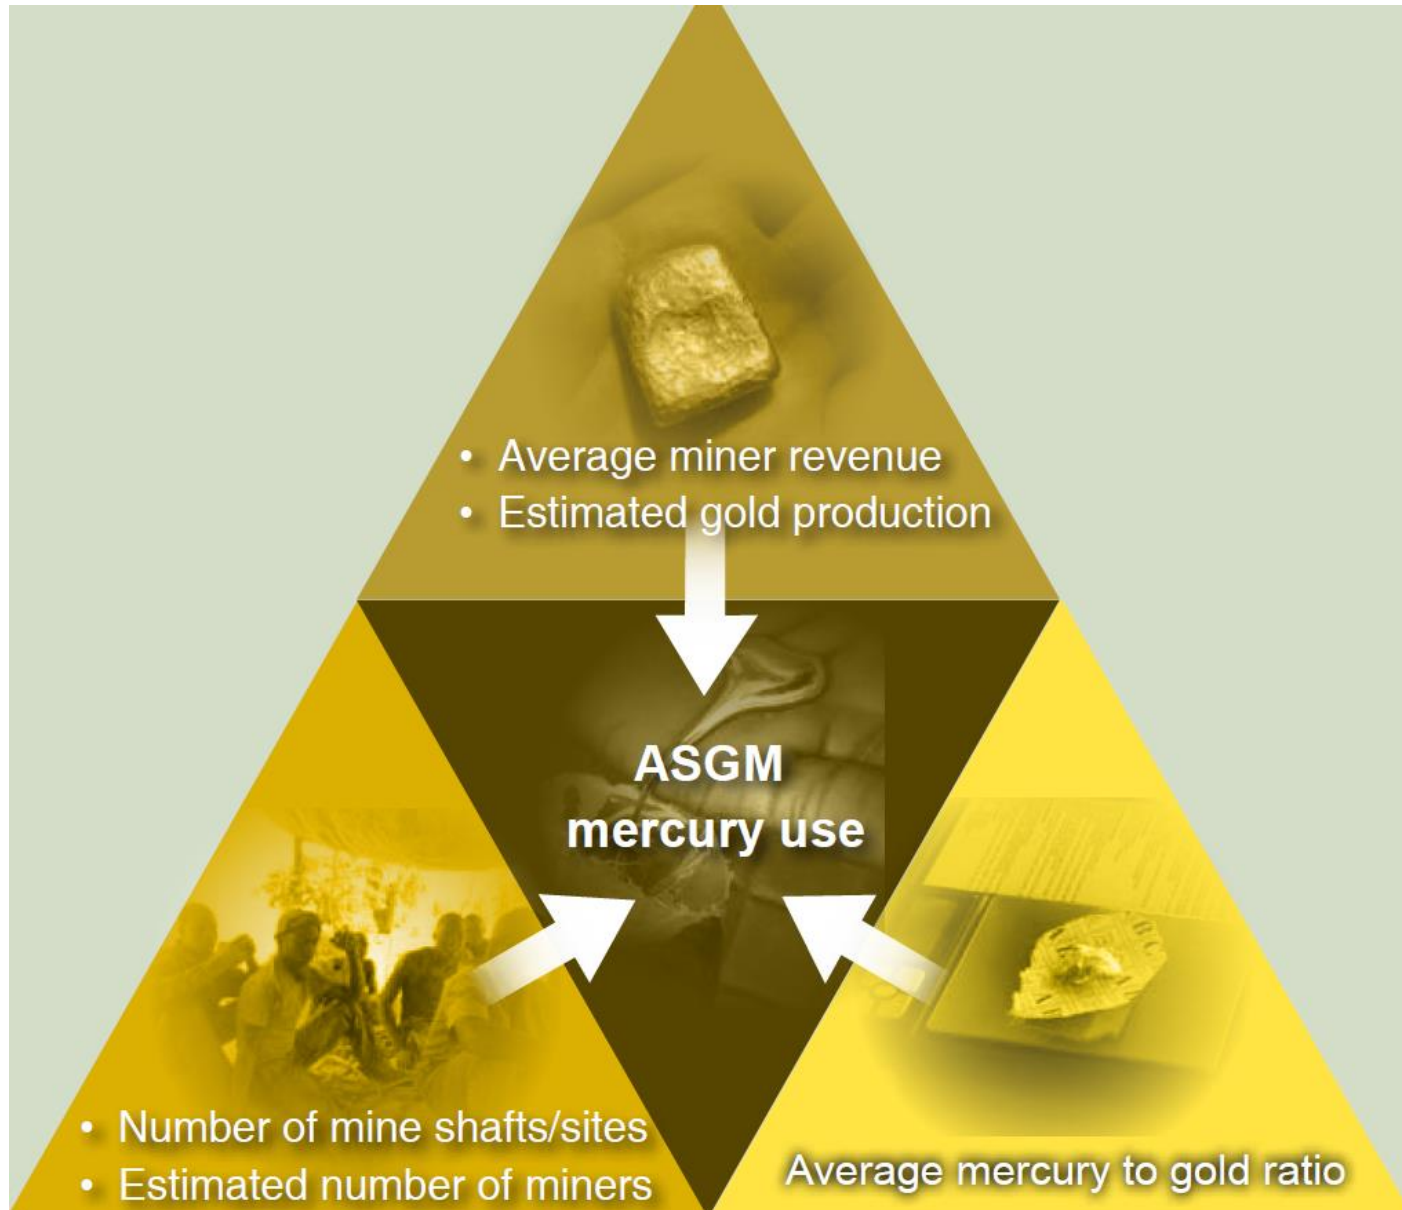 • Average miner revenue
• Estimated gold production
ASGM
mercury use
• Number of mine shafts/sites
• Estimated number of miners
Average mercury to gold ratio